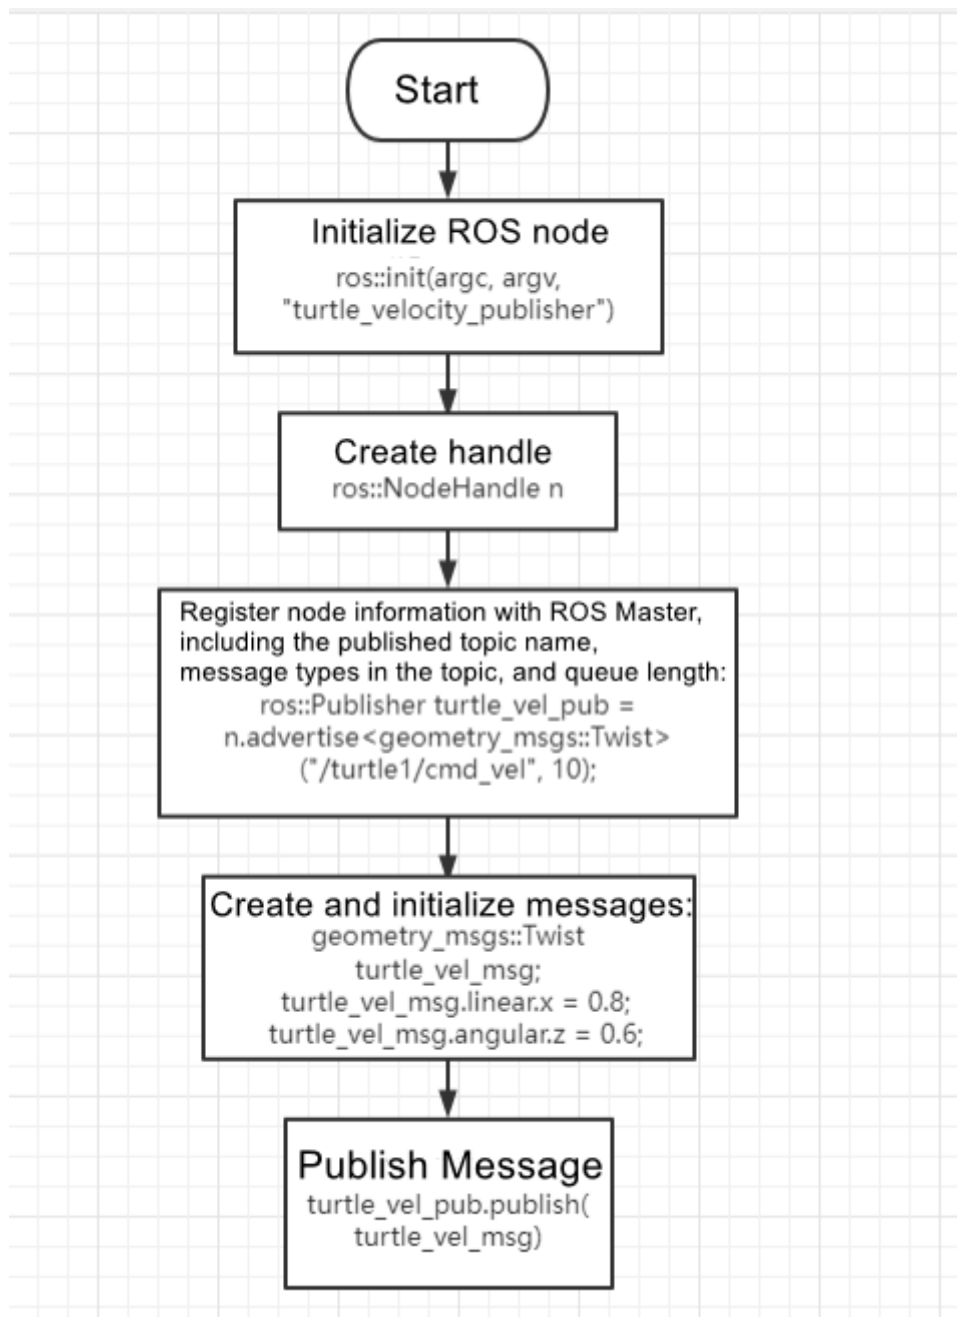 Start
Initialize ROS node
ros::init(argc, argv,
"turtle_velocity_publisher")
Create handle
ros::NodeHandle n
Register node information with ROS Master,
including the published topic name,
message types in the topic, and queue length:
ros::Publisher turtle_vel_pub =
n.advertise<geometry_msgs::Twist>
("/turtle1/cmd_vel", 10);
Create and initialize messages:
geometry_msgs::Twist
turtle_vel_msg;
turtle_vel_msg.linear.x = 0.8;
turtle_vel_msg.angular.z = 0.6;
Publish Message
turtle_vel_pub.publish(
turtle_vel_msg)